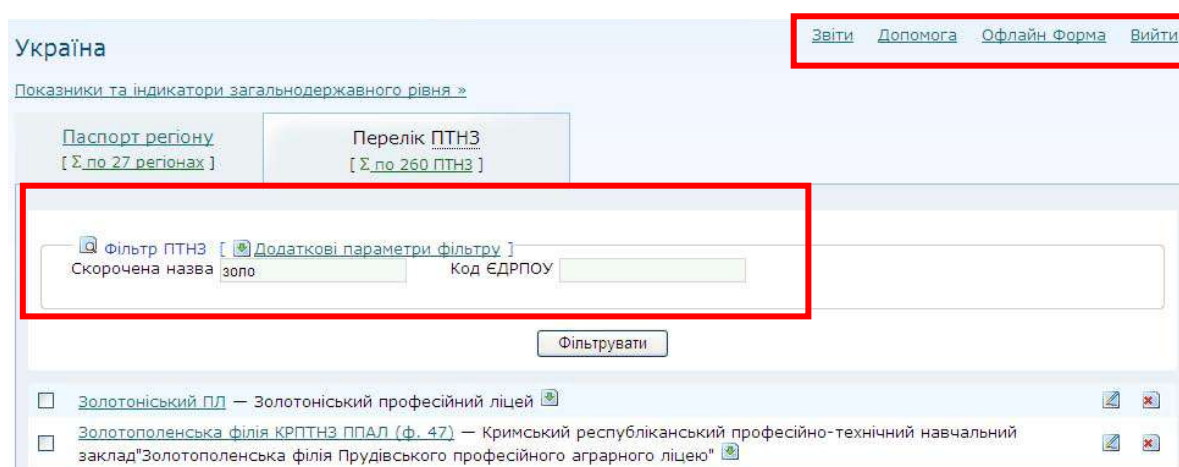 Україна
Звіти Допомога Офлайн Форма Вийти
Показники та індикатори загальнодержавного рівня »
Паспорт регіону
[ Σ по 27 регіонах ]
Перелік ПТНЗ
[ Σ по 260 ПТНЗ ]
Фільтр ПТНЗ [ Додаткові параметри фільтру ]
Скорочена назва золо Код ЄДРПОУ
Фільтрувати
Золотоніський ПЛ — Золотоніський професійний ліцей
Золотополенська філія КРПТНЗ ППАЛ (ф. 47) — Кримський республіканський професійно-технічний навчальний
заклад"Золотополенська філія Прудівського професійного аграрного ліцею"